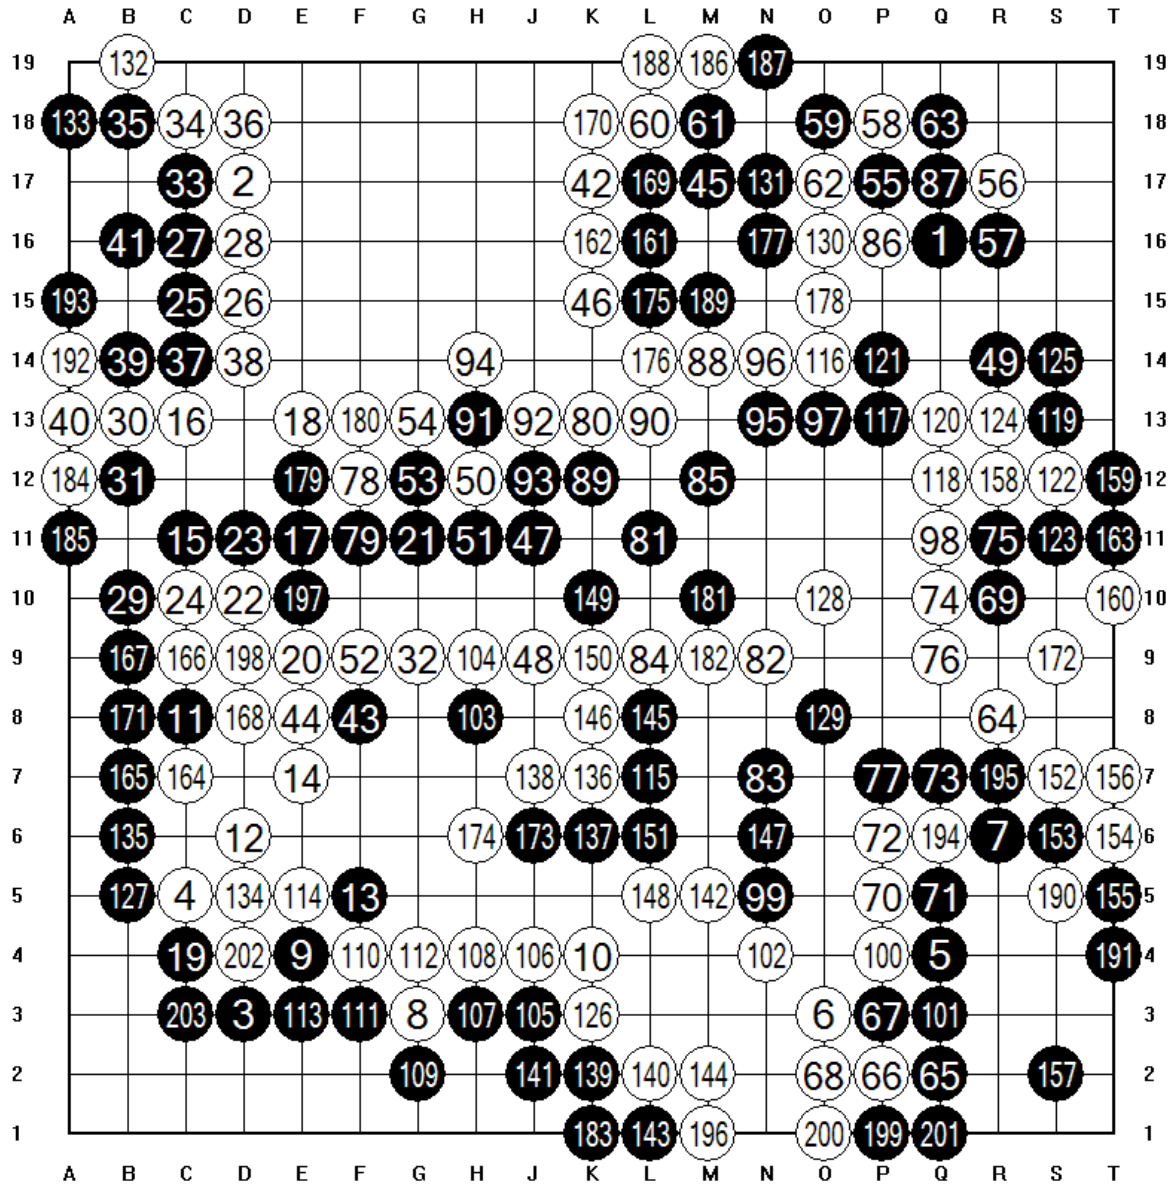 A B C D E F G H J K L M N O P Q R S T
19 132 188 186 187 19
18 133 35 34 36 170 60 61 59 58 63 18
17 33 2 42 169 45 131 62 55 87 56 17
16 41 27 28 162 161 177 130 86 1 57 16
15 193 25 26 46 175 189 178 15
14 192 39 37 38 94 176 88 96 116 121 49 125 14
13 40 30 16 18 180 54 91 92 80 90 95 97 117 120 124 119 13
12 184 31 179 78 53 50 93 89 85 118 158 122 159 12
11 185 15 23 17 79 21 51 47 81 98 75 123 163 11
10 29 24 22 197 149 181 128 74 69 160 10
9 167 166 198 20 52 32 104 48 150 84 182 82 76 172 9
8 171 11 168 44 43 103 146 145 129 64 8
7 165 164 14 138 136 115 83 77 73 195 152 156 7
6 135 12 174 173 137 151 147 72 194 7 153 154 6
5 127 4 134 114 13 148 142 99 70 71 190 155 5
4 19 202 9 110 112 108 106 10 102 100 5 191 4
3 203 3 113 111 8 107 105 126 6 67 101 3
2 109 141 139 140 144 68 66 65 157 2
1 183 143 196 200 199 201 1
A B C D E F G H J K L M N O P Q R S T